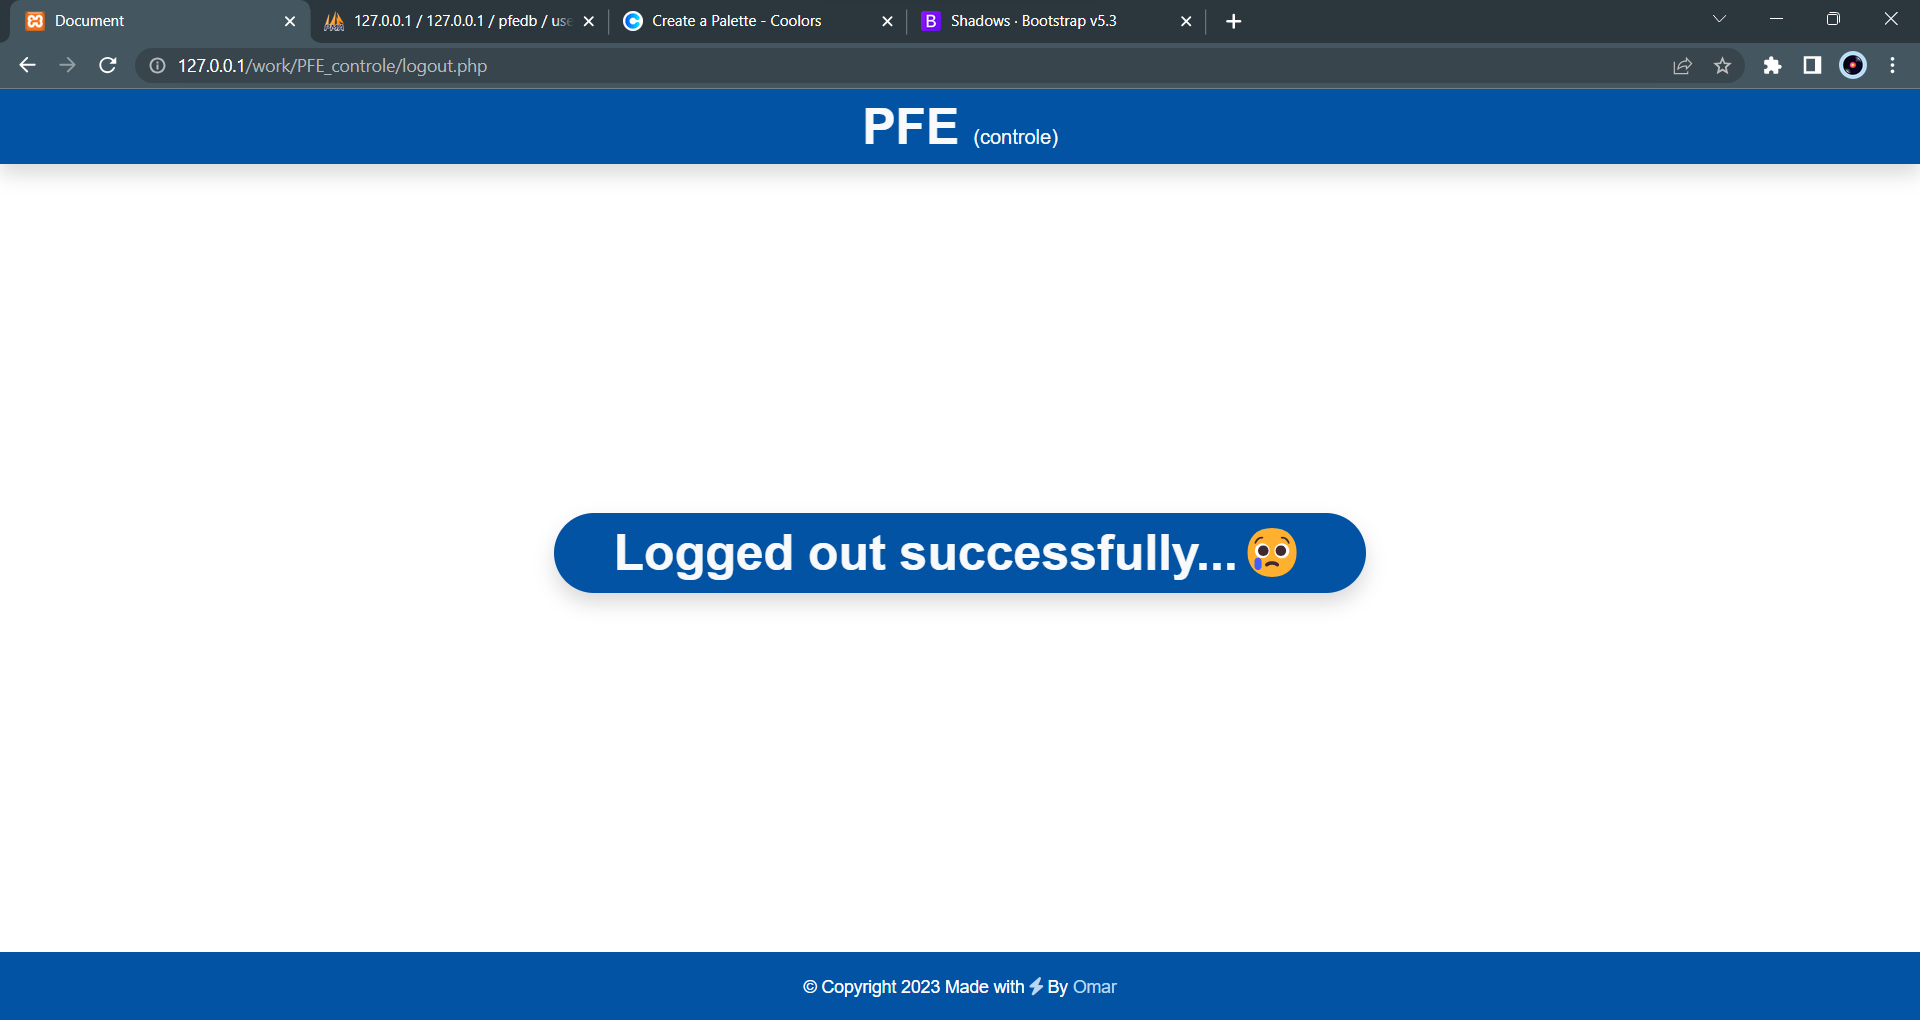 Document
127.0.0.1 / 127.0.0.1 / pfedb / use
Create a Palette - Coolors
B Shadows · Bootstrap v5.3
127.0.0.1/work/PFE_controle/logout.php
PFE (controle)
Logged out successfully...😢
© Copyright 2023 Made with ⚡ By Omar